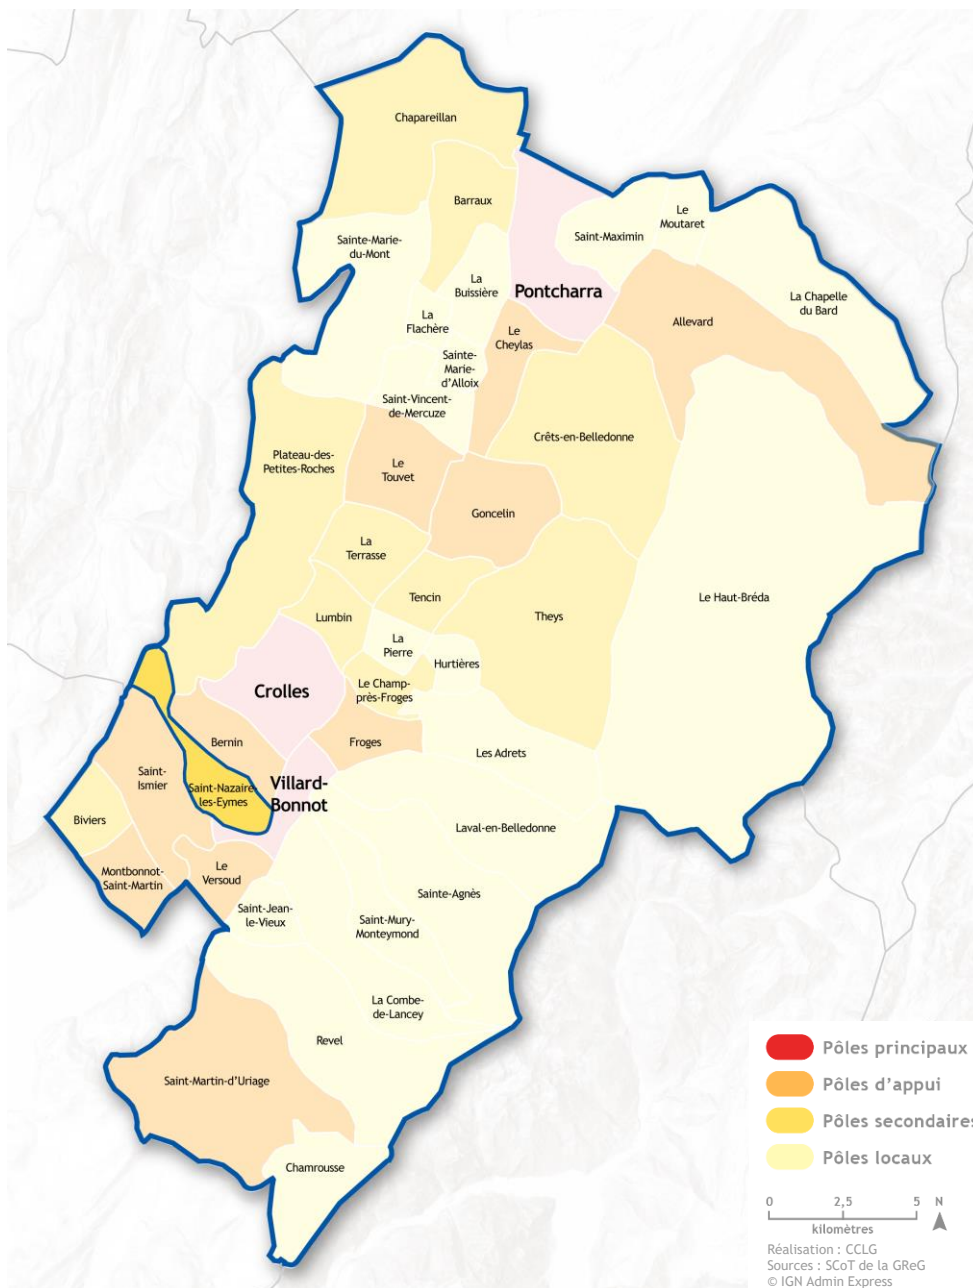 Chapareillan
Barraux
Le
Moutaret
Saint-Maximin
Sainte-Marie-
du-Mont
La
Buissière
Pontcharra
La Chapelle
du Bard
La
Flachère
Allevard
Le
Cheylas
Sainte-
Marie-
d'Alloix
Saint-Vincent-
de-Mercuze
Crêts-en-Belledonne
Plateau-des-
Petites-Roches
Le
Touvet
Goncelin
La
Terrasse
Tencin
Le Haut-Bréda
Lumbin
Theys
La
Pierre
Hurtières
Crolles
Le Champ-
près-Froges
Bernin
Froges
Les Adrets
Saint-
Ismier
Saint-Nazaire-
les-Eymes
Villard-
Bonnot
Biviers
Laval-en-Belledonne
Montbonnot-
Saint-Martin
Le
Versoud
Sainte-Agnès
Saint-Jean-
le-Vieux
Saint-Mury-
Monteymond
La Combe-
de-Lancey
Revel
Saint-Martin-d'Uriage
Chamrousse
Pôles principaux
Pôles d'appui
Pôles secondaires
Pôles locaux
0 2,5 5 N
kilomètres
Réalisation : CCLG
Sources : SCoT de la GReG
© IGN Admin Express